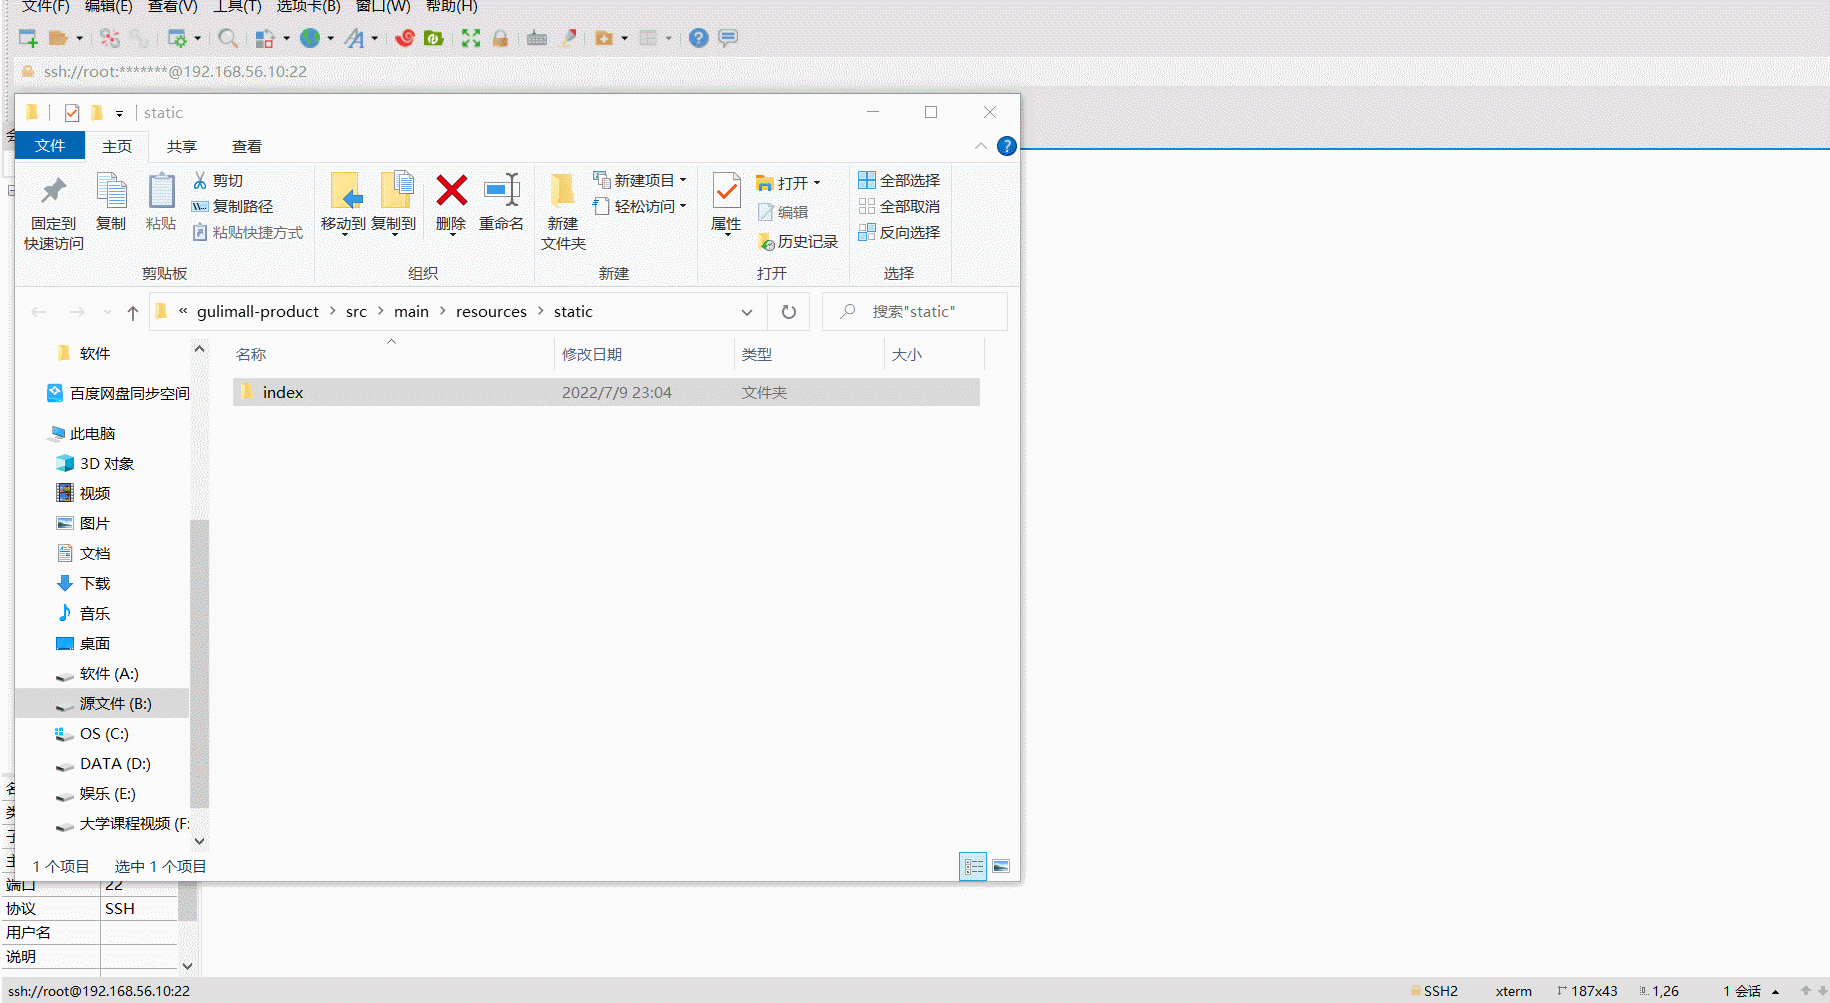 文件(F) 编辑(E) 查看(V) 工具(T) 选项卡(B) 窗口(W) 帮助(H)
ssh://root:*******@192.168.56.10:22
static
文件 主页 共享 查看
固定到快速访问
复制
粘贴
剪切
复制路径
粘贴快捷方式
剪贴板
移动到 复制到 删除 重命名
组织
新建文件夹
新建项目
轻松访问
新建
属性
打开
编辑
历史记录
打开
全部选择
全部取消
反向选择
选择
« gulimall-product > src > main > resources > static
搜索"static"
名称 修改日期 类型 大小
index 2022/7/9 23:04 文件夹
软件
百度网盘同步空间
此电脑
3D 对象
视频
图片
文档
下载
音乐
桌面
软件 (A:)
源文件 (B:)
OS (C:)
DATA (D:)
娱乐 (E:)
大学课程视频 (F:
1 个项目 选中 1 个项目
端口 22
协议 SSH
用户名
说明
ssh://root@192.168.56.10:22 SSH2 xterm 187x43 1,26 1 会话